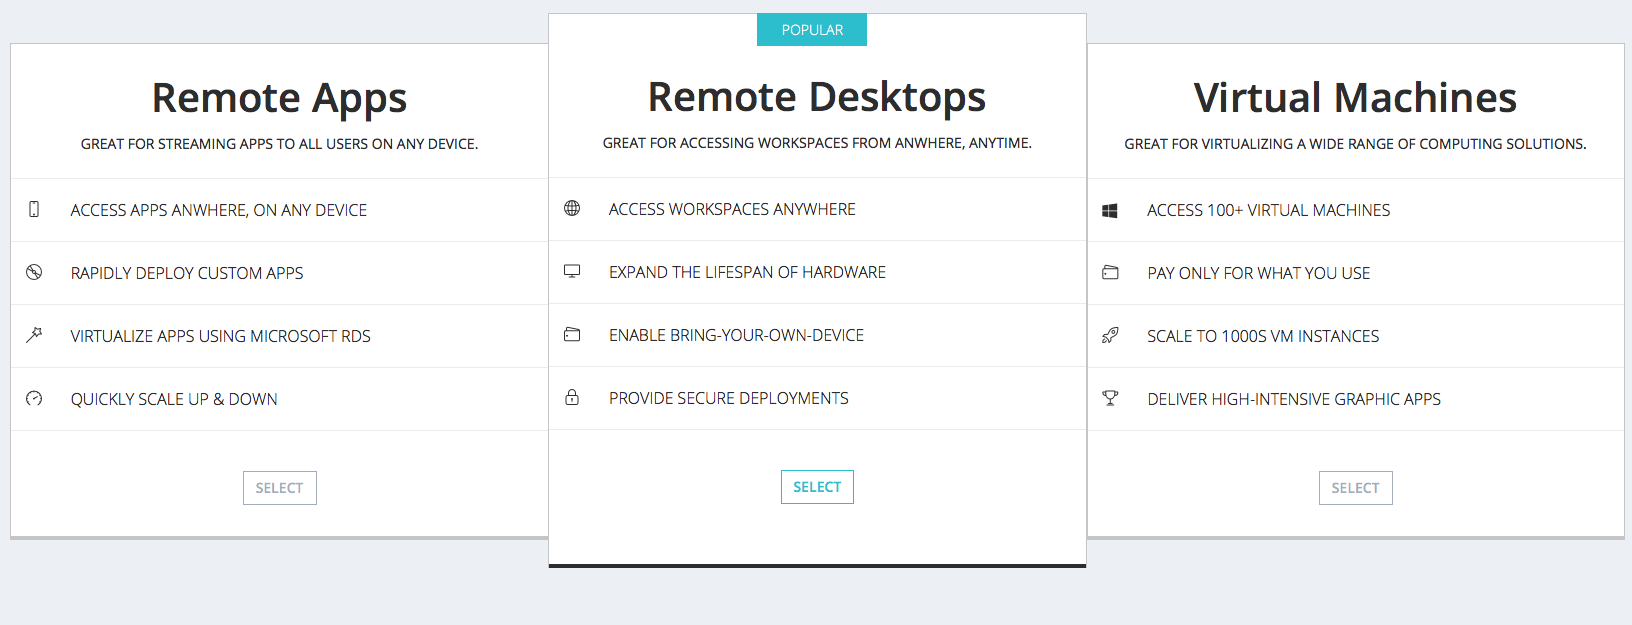 Remote Apps
GREAT FOR STREAMING APPS TO ALL USERS ON ANY DEVICE.
ACCESS APPS ANWHERE, ON ANY DEVICE
RAPIDLY DEPLOY CUSTOM APPS
VIRTUALIZE APPS USING MICROSOFT RDS
QUICKLY SCALE UP & DOWN
SELECT
POPULAR
Remote Desktops
GREAT FOR ACCESSING WORKSPACES FROM ANWHERE, ANYTIME.
ACCESS WORKSPACES ANYWHERE
EXPAND THE LIFESPAN OF HARDWARE
ENABLE BRING-YOUR-OWN-DEVICE
PROVIDE SECURE DEPLOYMENTS
SELECT
Virtual Machines
GREAT FOR VIRTUALIZING A WIDE RANGE OF COMPUTING SOLUTIONS.
ACCESS 100+ VIRTUAL MACHINES
PAY ONLY FOR WHAT YOU USE
SCALE TO 1000S VM INSTANCES
DELIVER HIGH-INTENSIVE GRAPHIC APPS
SELECT